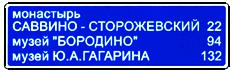 монастырь
САВВИНО - СТОРОЖЕВСКИЙ 22
музей "БОРОДИНО" 94
музей Ю.А.ГАГАРИНА 132